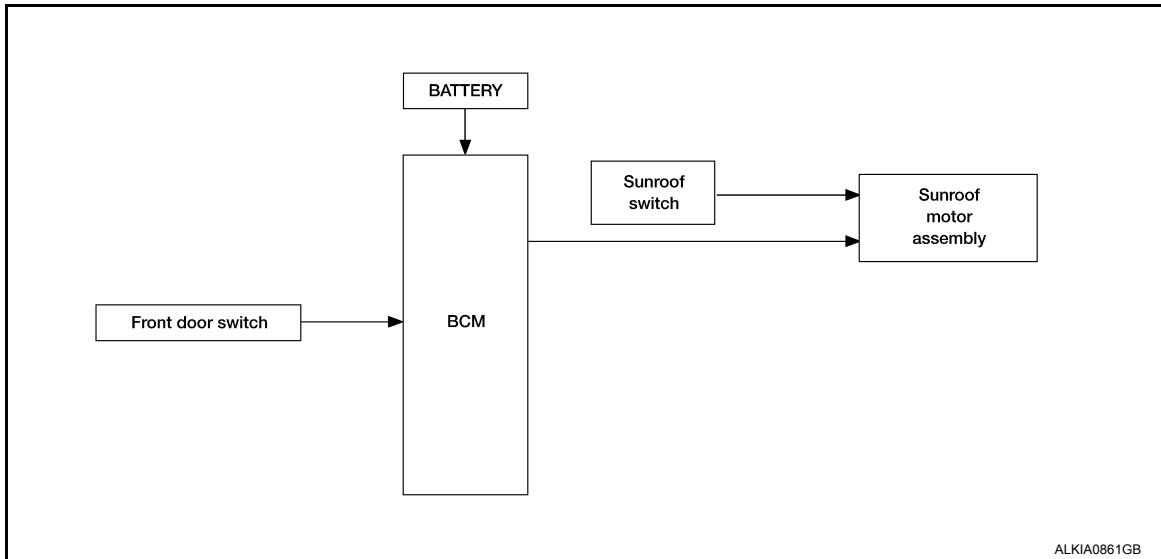 BATTERY
Sunroof
switch
Sunroof
motor
assembly
Front door switch
BCM
ALKIA0861GB